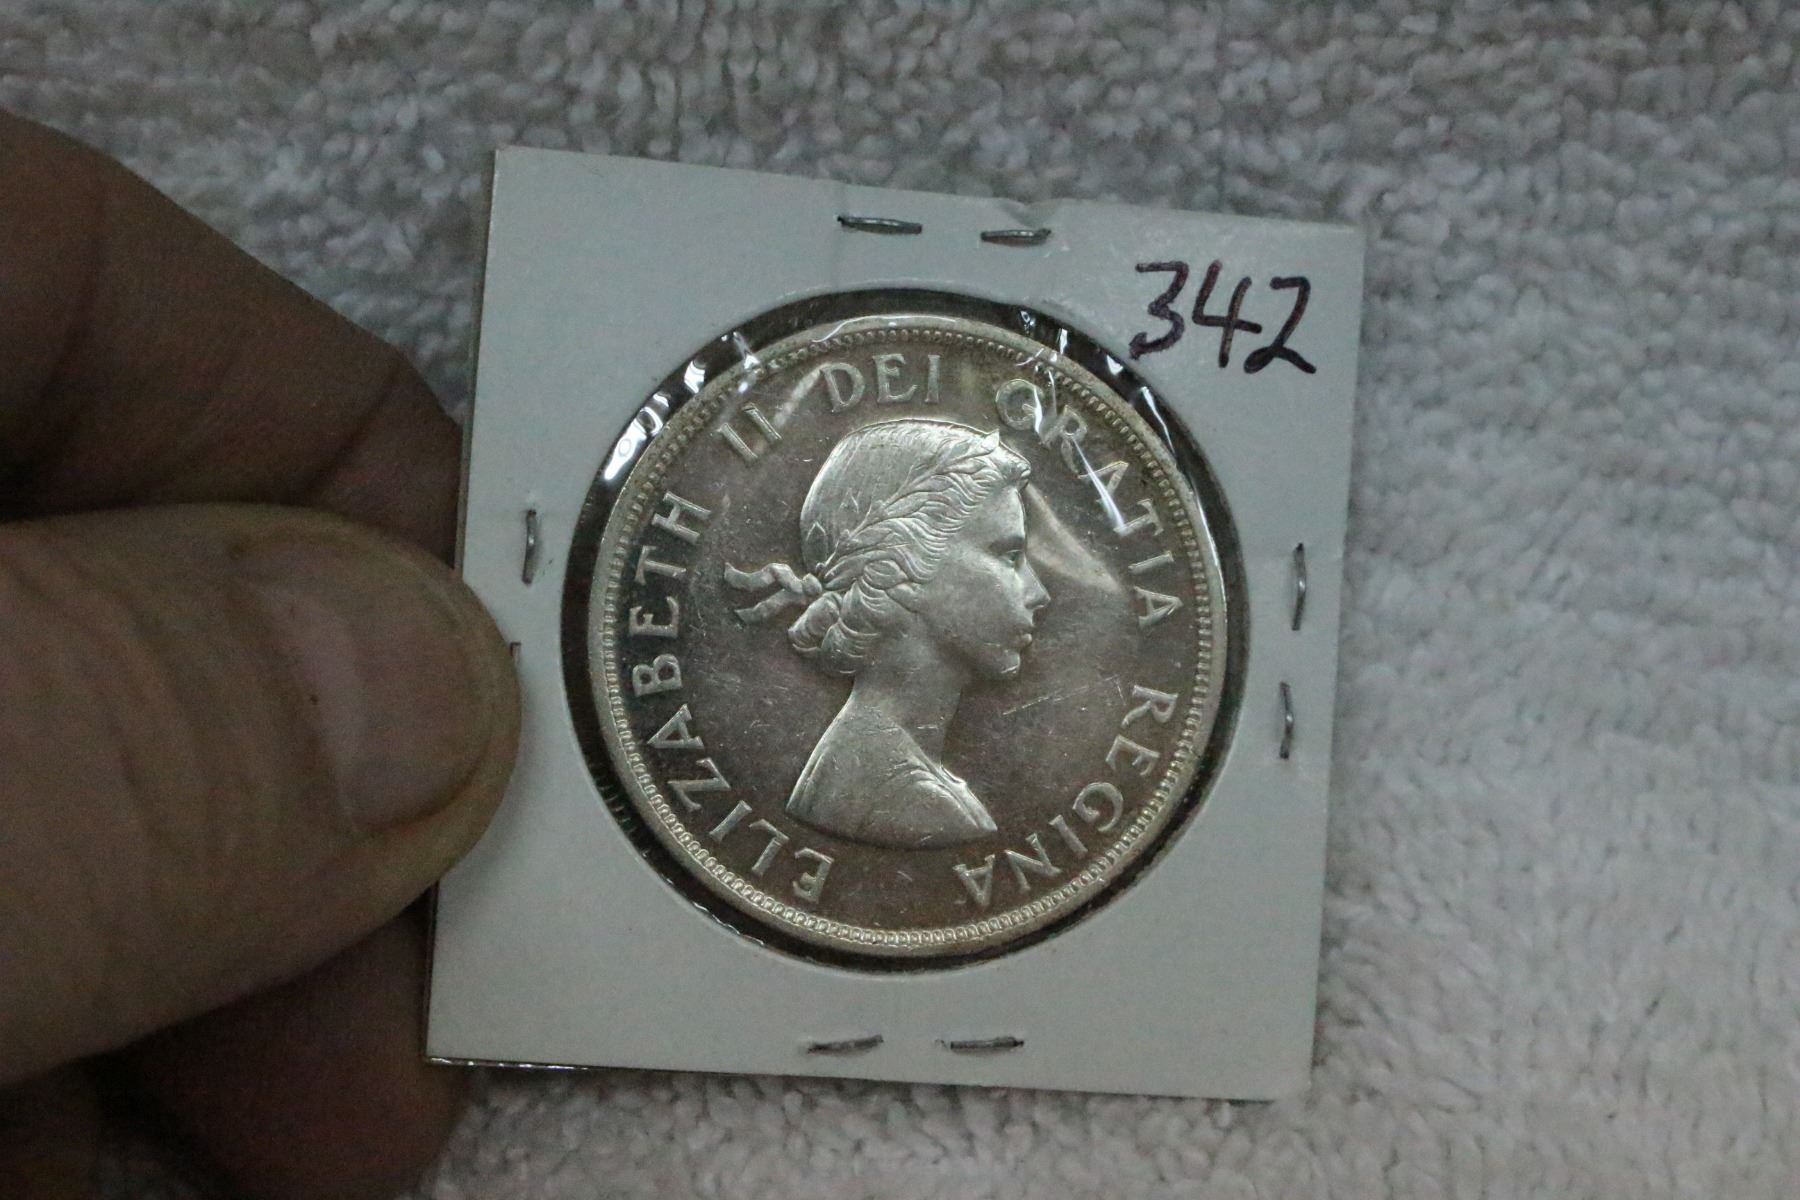 342
ELIZABETH II DEI GRATIA REGINA